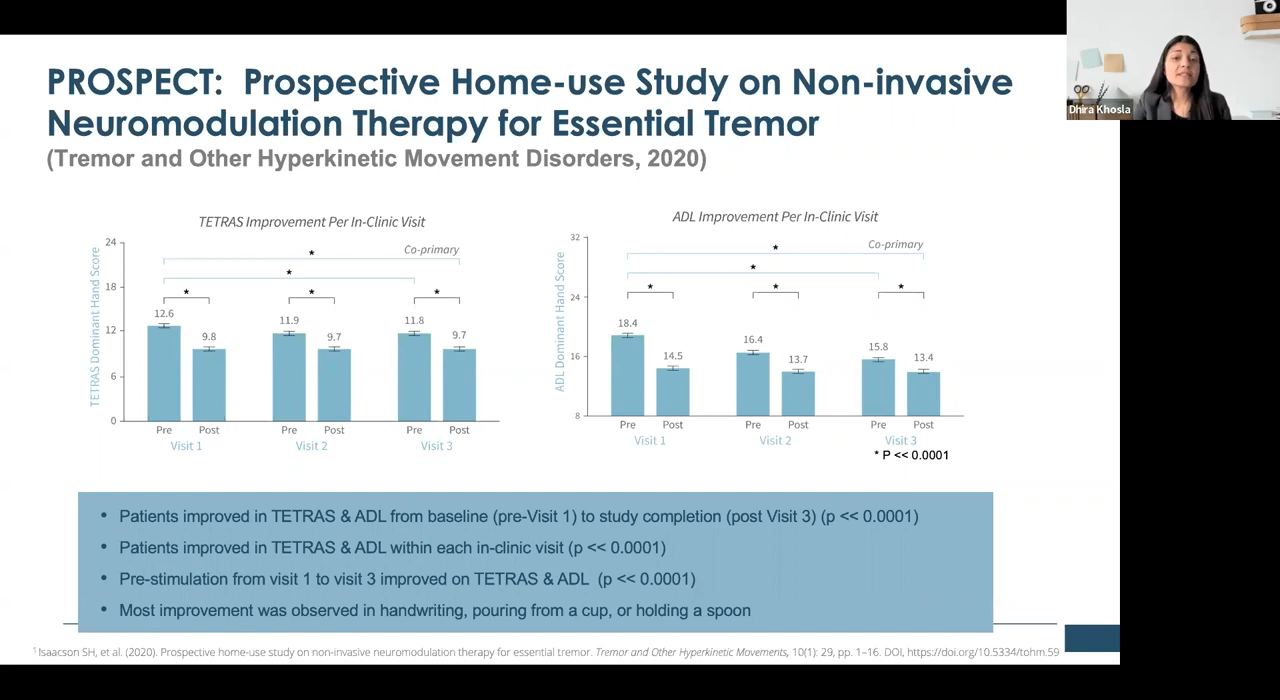 PROSPECT: Prospective Home-use Study on Non-invasive
Neuromodulation Therapy for Essential Tremor
(Tremor and Other Hyperkinetic Movement Disorders, 2020)
Dhira Khosla
TETRAS Improvement Per In-Clinic Visit
Co-primary
TETRAS Dominant Hand Score
24
18
12
6
0
*
*
* * *
12.6 9.8 11.9 9.7 11.8 9.7
Pre Post Pre Post Pre Post
Visit 1 Visit 2 Visit 3
ADL Improvement Per In-Clinic Visit
Co-primary
ADL Dominant Hand Score
32
24
16
8
*
*
* * *
18.4 14.5 16.4 13.7 15.8 13.4
Pre Post Pre Post Pre Post
Visit 1 Visit 2 Visit 3
* P << 0.0001
• Patients improved in TETRAS & ADL from baseline (pre-Visit 1) to study completion (post Visit 3) (p << 0.0001)
• Patients improved in TETRAS & ADL within each in-clinic visit (p << 0.0001)
• Pre-stimulation from visit 1 to visit 3 improved on TETRAS & ADL (p << 0.0001)
• Most improvement was observed in handwriting, pouring from a cup, or holding a spoon
1 Isaacson SH, et al. (2020). Prospective home-use study on non-invasive neuromodulation therapy for essential tremor. Tremor and Other Hyperkinetic Movements, 10(1): 29, pp. 1–16. DOI, https://doi.org/10.5334/tohm.59